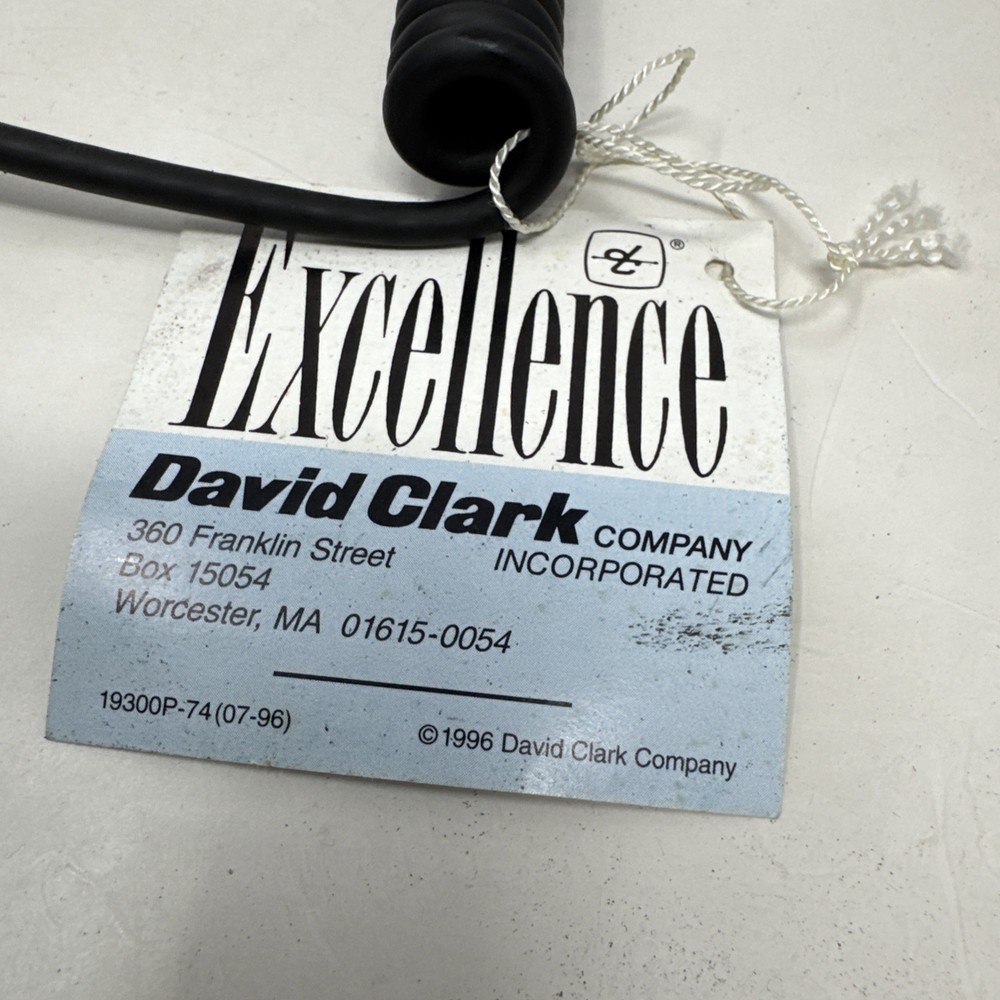 Excellence
®
David Clark COMPANY
INCORPORATED
360 Franklin Street
Box 15054
Worcester, MA 01615-0054
19300P-74 (07-96)
©1996 David Clark Company